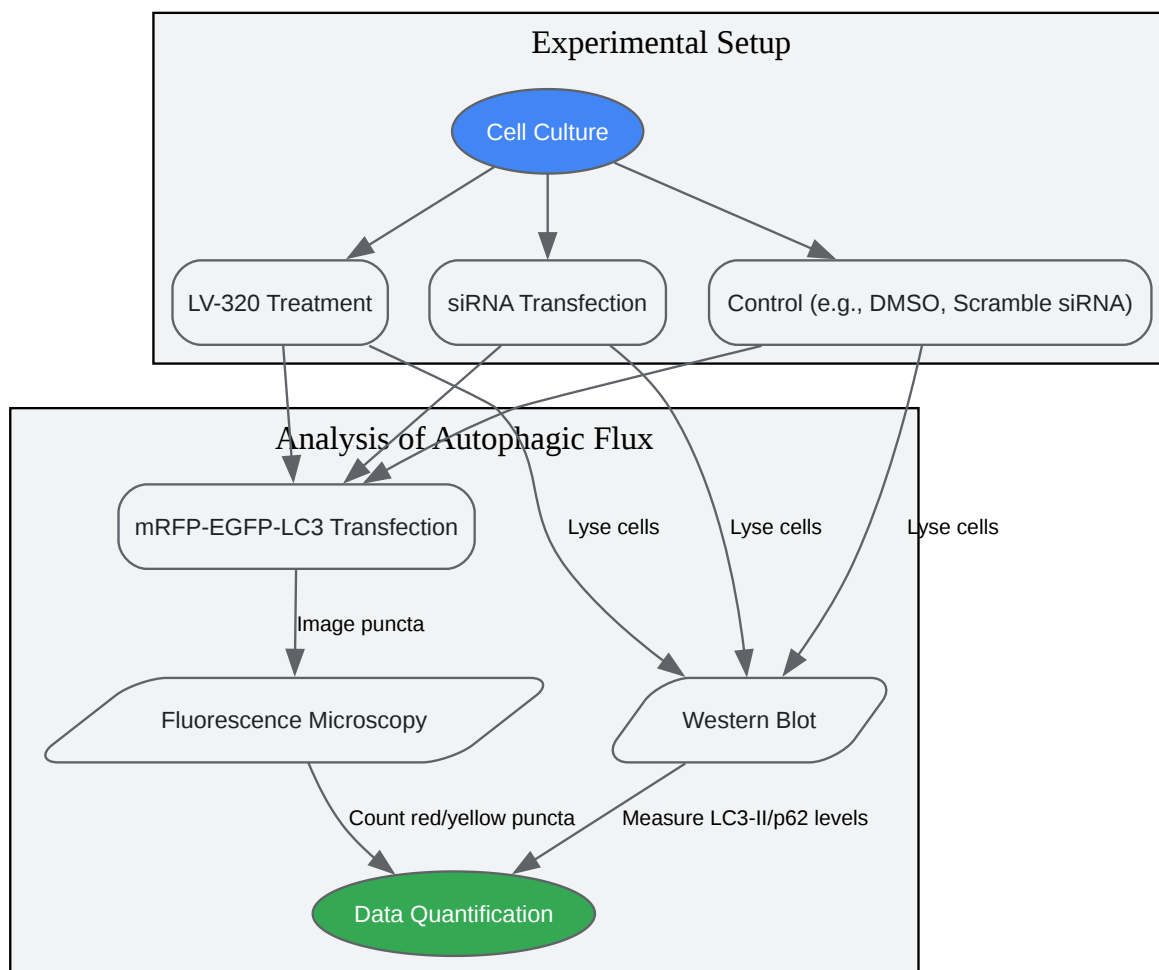 Experimental Setup
Cell Culture
LV-320 Treatment
siRNA Transfection
Control (e.g., DMSO, Scramble siRNA)
Analysis of Autophagic Flux
mRFP-EGFP-LC3 Transfection
Lyse cells
Lyse cells
Lyse cells
Image puncta
Fluorescence Microscopy
Western Blot
Count red/yellow puncta
Measure LC3-II/p62 levels
Data Quantification